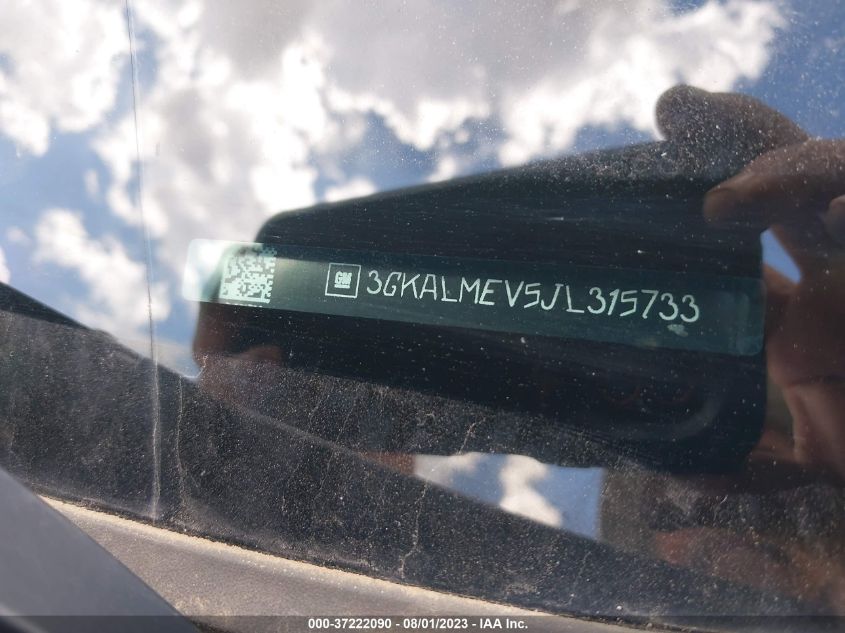 GM 3GKALMEV5JL315733
000-37222090 - 08/01/2023 - IAA Inc.